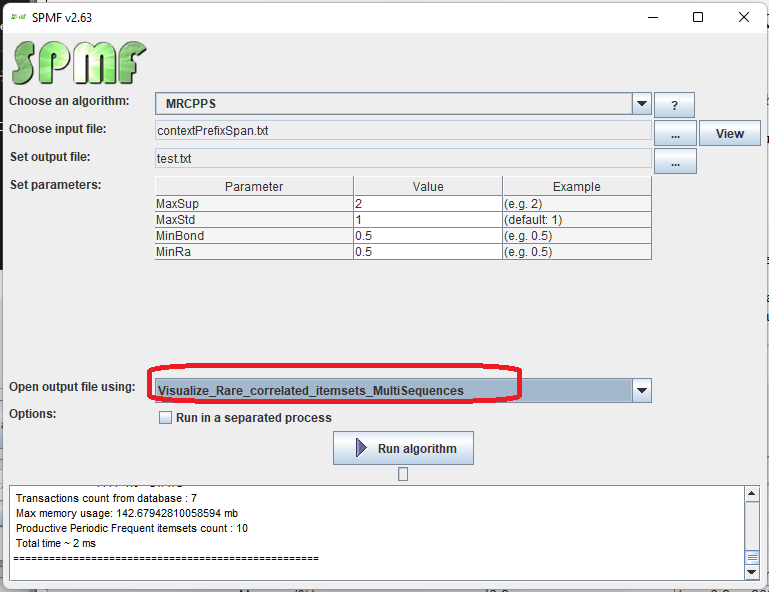 SPMF v2.63
SPMF
Choose an algorithm: MRCPPS ?
Choose input file: contextPrefixSpan.txt ... View
Set output file: test.txt ...
Set parameters: Parameter Value Example
MaxSup 2 (e.g. 2)
MaxStd 1 (default: 1)
MinBond 0.5 (e.g. 0.5)
MinRa 0.5 (e.g. 0.5)
Open output file using: Visualize_Rare_correlated_itemsets_MultiSequences
Options: Run in a separated process
Run algorithm
Transactions count from database : 7
Max memory usage: 142.67942810058594 mb
Productive Periodic Frequent itemsets count : 10
Total time ~ 2 ms
===================================================